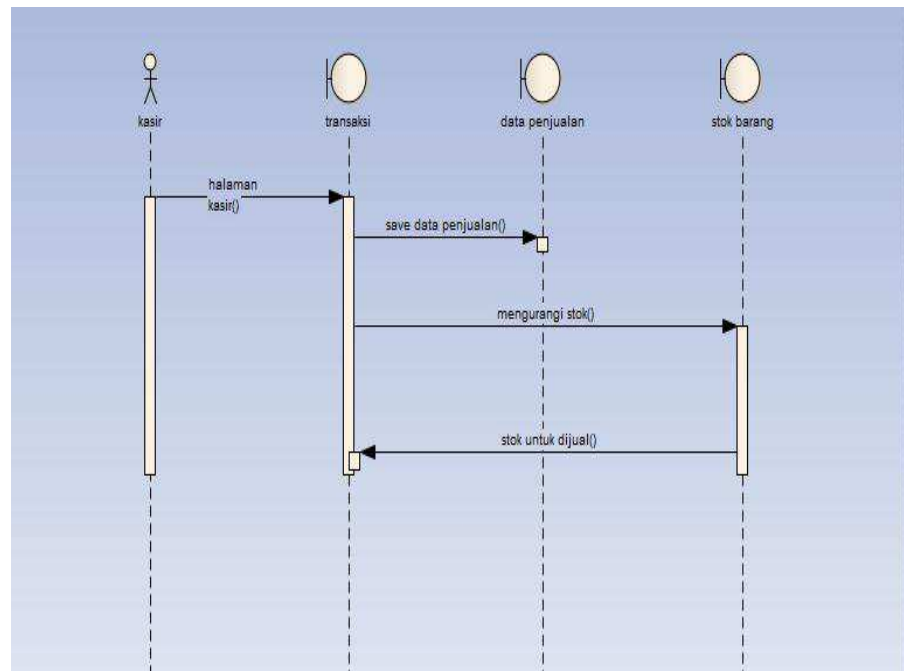 kasir
transaksi
data penjualan
stok barang
halaman
kasir()
save data penjualan()
mengurangi stok()
stok untuk dijual()